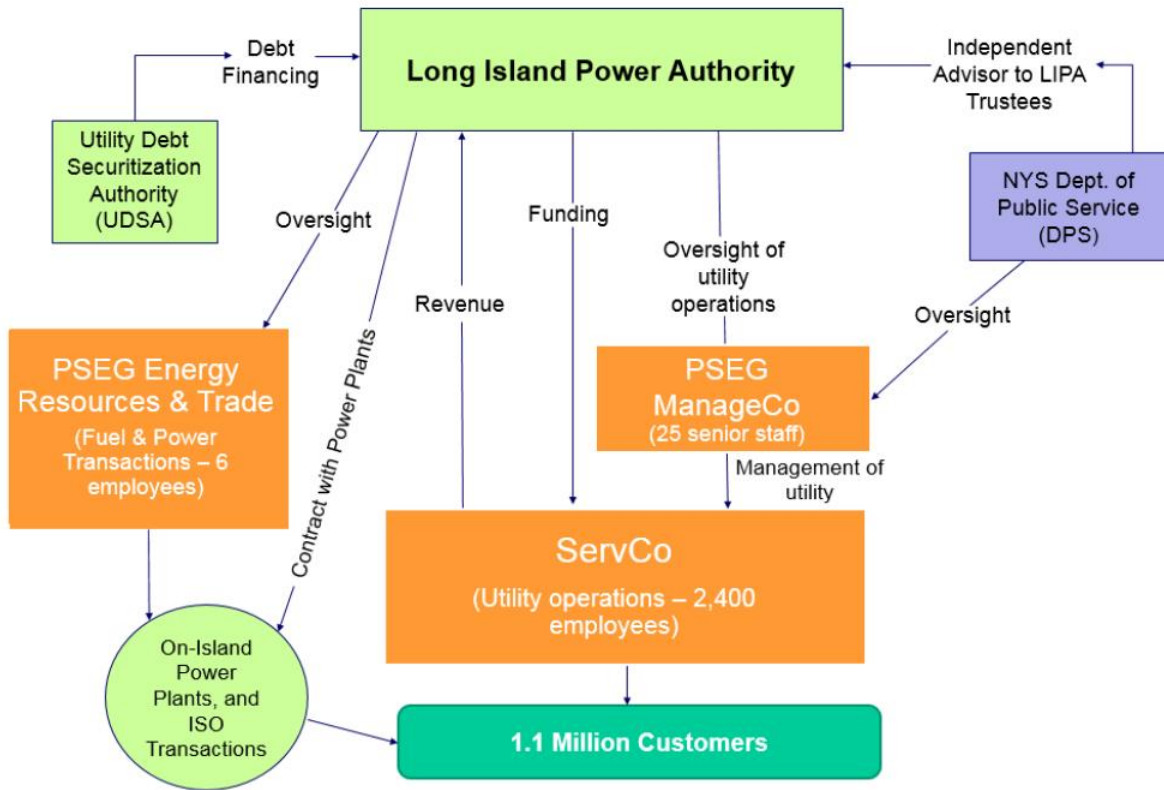 Debt
Financing
Long Island Power Authority
Independent
Advisor to LIPA
Trustees
Utility Debt
Securitization
Authority
(UDSA)
NYS Dept. of
Public Service
(DPS)
Oversight
Funding
Oversight of
utility
operations
Revenue
Oversight
Contract with Power Plants
PSEG Energy
Resources & Trade
(Fuel & Power
Transactions – 6
employees)
PSEG
ManageCo
(25 senior staff)
Management of
utility
ServCo
(Utility operations – 2,400
employees)
On-Island
Power
Plants, and
ISO
Transactions
1.1 Million Customers